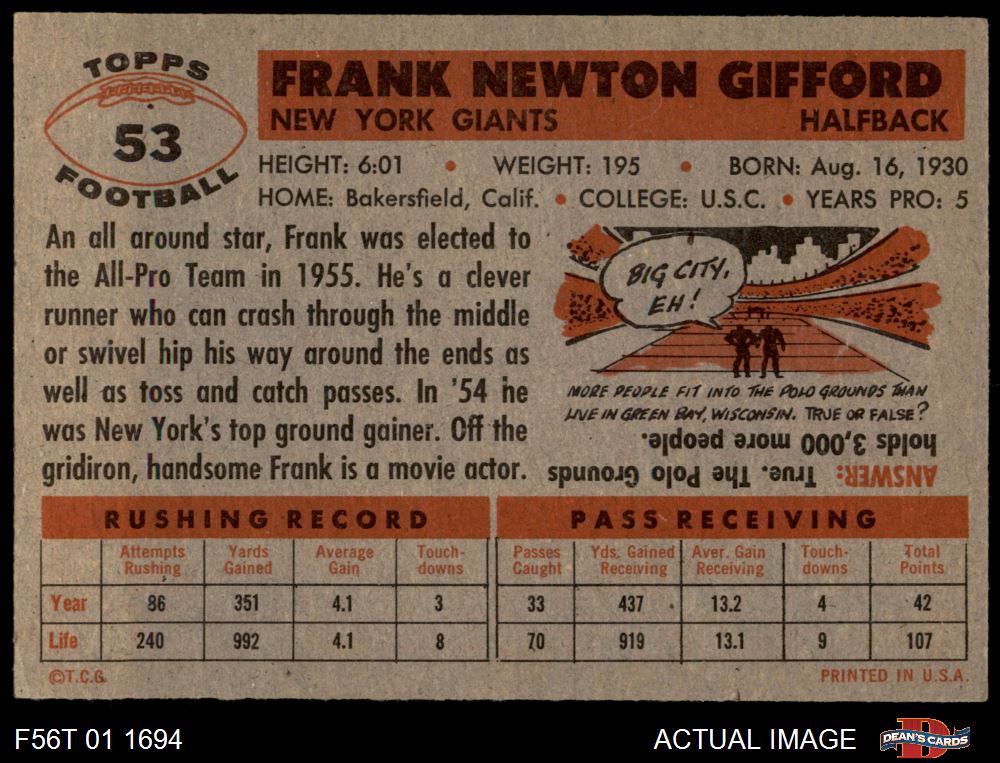 TOPPS
53
FOOTBALL
FRANK NEWTON GIFFORD
NEW YORK GIANTS HALFBACK
HEIGHT: 6:01 • WEIGHT: 195 • BORN: Aug. 16, 1930
HOME: Bakersfield, Calif. • COLLEGE: U.S.C. • YEARS PRO: 5
An all around star, Frank was elected to
the All-Pro Team in 1955. He's a clever
runner who can crash through the middle
or swivel hip his way around the ends as
well as toss and catch passes. In '54 he
was New York's top ground gainer. Off the
gridiron, handsome Frank is a movie actor.
BIG CITY,
EH!
MORE PEOPLE FIT INTO THE POLO GROUNDS THAN
LIVE IN GREEN BAY, WISCONSIN. TRUE OR FALSE?
ANSWER: True. The Polo Grounds
holds 3,000 more people.
RUSHING RECORD PASS RECEIVING
Attempts Yards Average Touch- Passes Yds. Gained Aver. Gain Touch- Total
Rushing Gained Gain downs Caught Receiving Receiving downs Points
Year 86 351 4.1 3 33 437 13.2 4 42
Life 240 992 4.1 8 70 919 13.1 9 107
©T.C.G. PRINTED IN U.S.A.
F56T 01 1694 ACTUAL IMAGE D DEAN'S CARDS